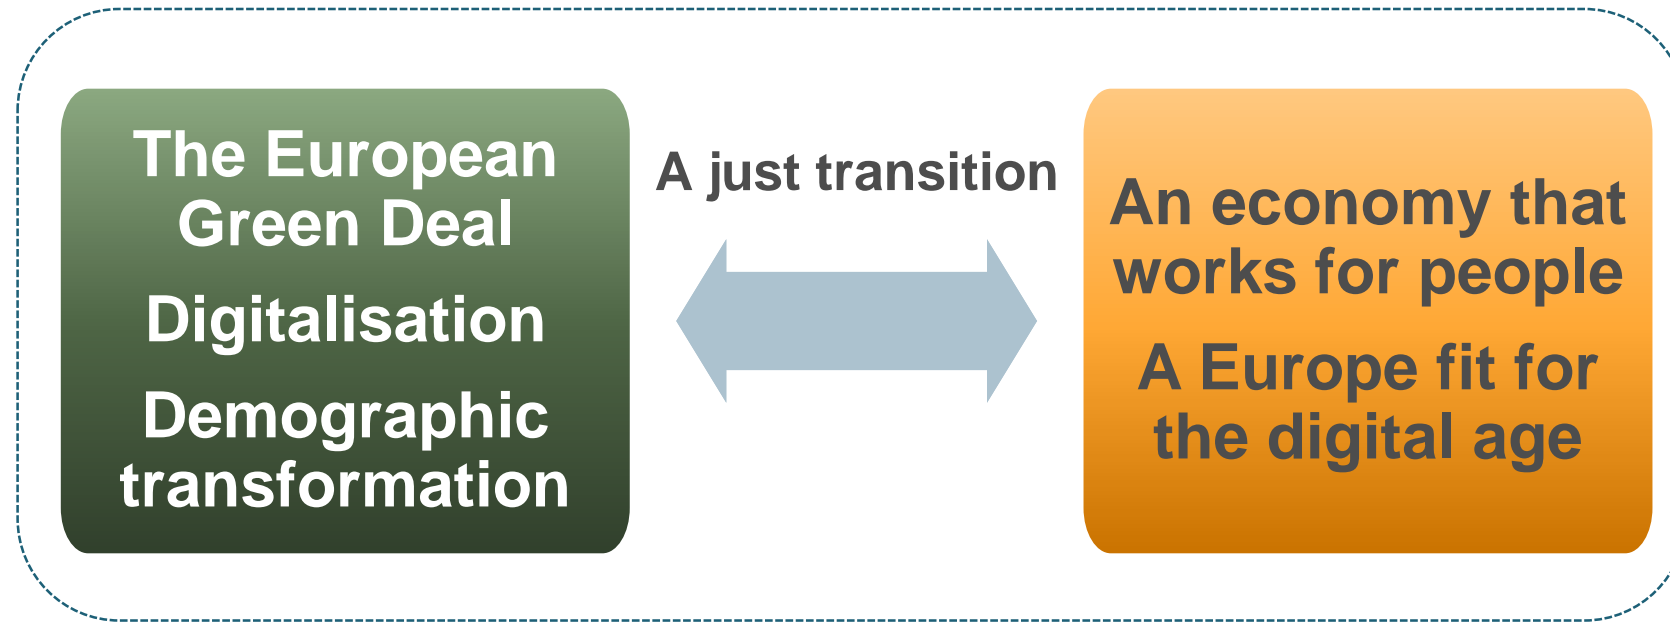 The European
Green Deal
Digitalisation
Demographic
transformation
A just transition
An economy that
works for people
A Europe fit for
the digital age